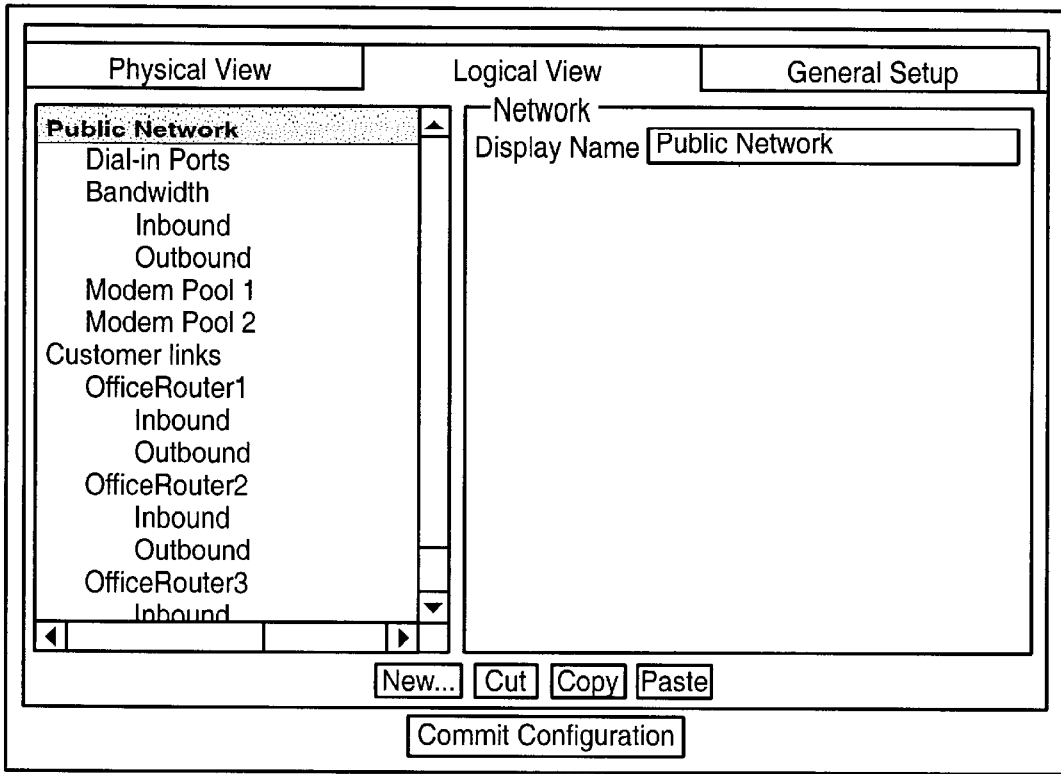 Physical View
Logical View
General Setup
Public Network
Dial-in Ports
Bandwidth
Inbound
Outbound
Modem Pool 1
Modem Pool 2
Customer links
OfficeRouter1
Inbound
Outbound
OfficeRouter2
Inbound
Outbound
OfficeRouter3
Inbound
Network
Display Name Public Network
New... Cut Copy Paste
Commit Configuration